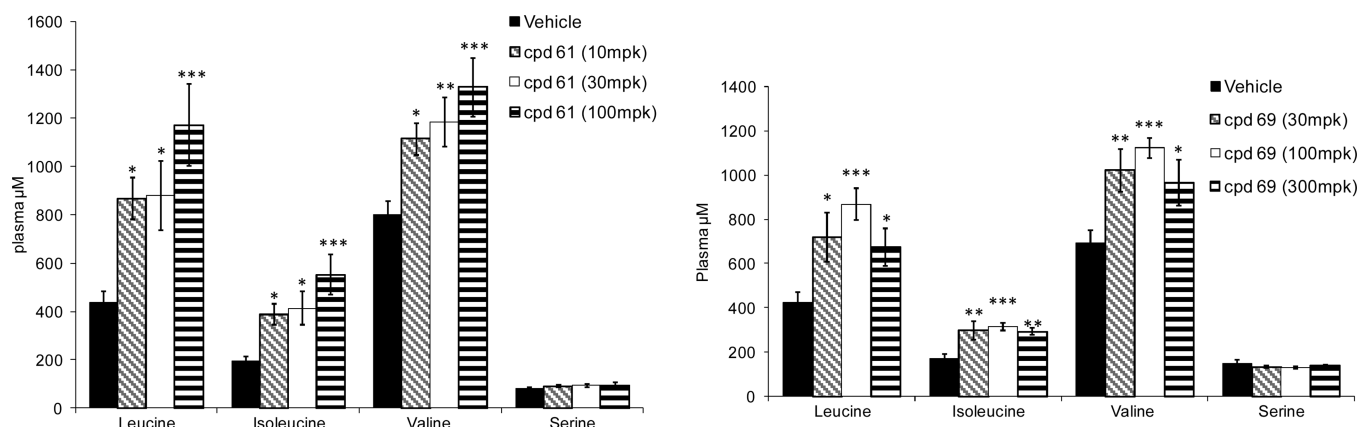 1600
1400
1200
1000
800
600
400
200
0
plasma µM
Vehicle
cpd 61 (10mpk)
cpd 61 (30mpk)
cpd 61 (100mpk)
*
*
***
*
*
***
*
**
***
Leucine
Isoleucine
Valine
Serine
1400
1200
1000
800
600
400
200
0
Plasma µM
Vehicle
cpd 69 (30mpk)
cpd 69 (100mpk)
cpd 69 (300mpk)
*
***
*
**
***
**
**
***
*
Leucine
Isoleucine
Valine
Serine